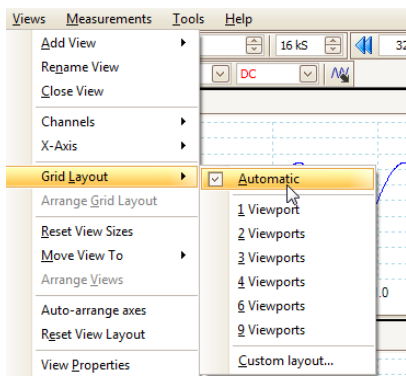 Views Measurements Tools Help
Add View
Rename View
Close View
Channels
X-Axis
Grid Layout
Arrange Grid Layout
Reset View Sizes
Move View To
Arrange Views
Auto-arrange axes
Reset View Layout
View Properties
16 kS
32
DC
Automatic
1 Viewport
2 Viewports
3 Viewports
4 Viewports
6 Viewports
9 Viewports
Custom layout...
.0